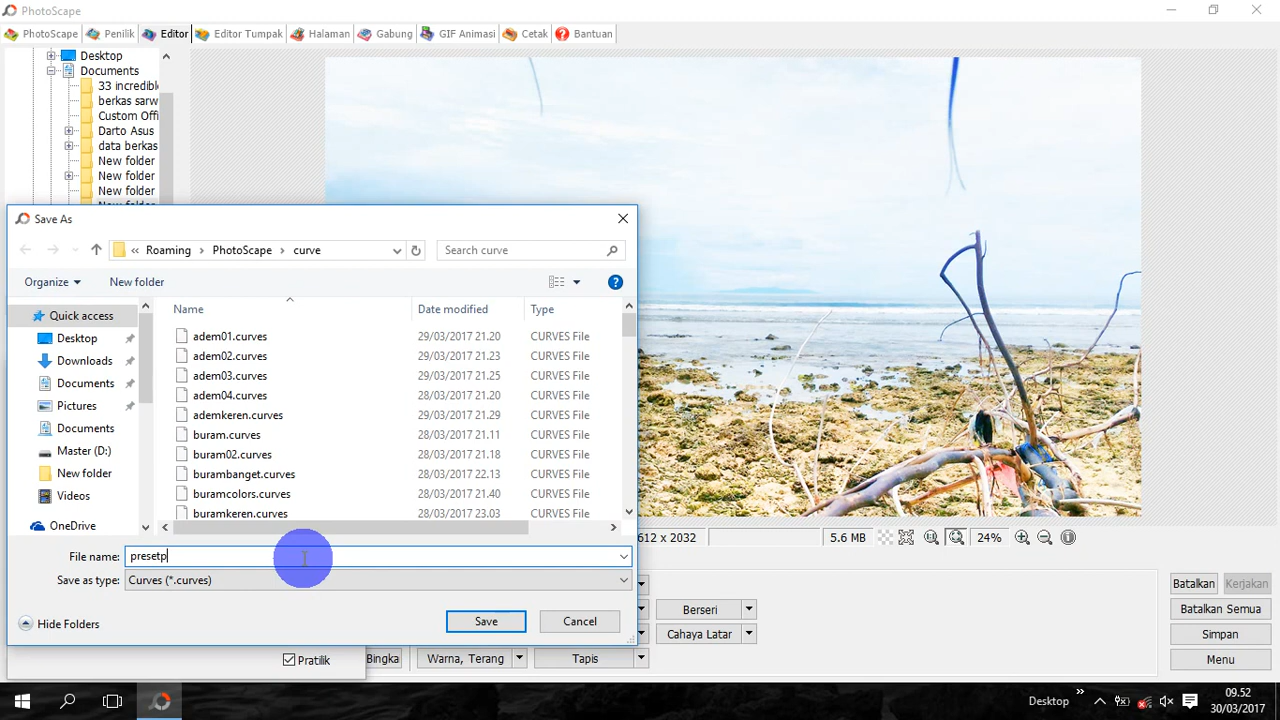 PhotoScape
PhotoScape Penilik Editor Editor Tumpak Halaman Gabung GIF Animasi Cetak Bantuan
Desktop
Documents
33 incredibl
berkas sarw
Custom Offi
Darto Asus
data berkas
New folder
New folder
New folder
New folder
Save As
« Roaming PhotoScape curve
Search curve
Organize New folder
Name Date modified Type
Quick access
Desktop
Downloads
Documents
Pictures
Documents
Master (D:)
New folder
Videos
OneDrive
adem01.curves 29/03/2017 21.20 CURVES File
adem02.curves 29/03/2017 21.23 CURVES File
adem03.curves 29/03/2017 21.25 CURVES File
adem04.curves 28/03/2017 21.20 CURVES File
ademkeren.curves 29/03/2017 21.29 CURVES File
buram.curves 28/03/2017 21.11 CURVES File
buram02.curves 28/03/2017 21.18 CURVES File
burambanget.curves 28/03/2017 22.13 CURVES File
buramcolors.curves 28/03/2017 21.40 CURVES File
buramkeren.curves 28/03/2017 23.03 CURVES File
File name: presetp
Save as type: Curves (*.curves)
Hide Folders
Save Cancel
612 x 2032 5.6 MB 24%
Berseri
Cahaya Latar
Pratilik Bingka Warna, Terang Tapis
Batalkan Kerjakan
Batalkan Semua
Simpan
Menu
Desktop »
09.52
30/03/2017